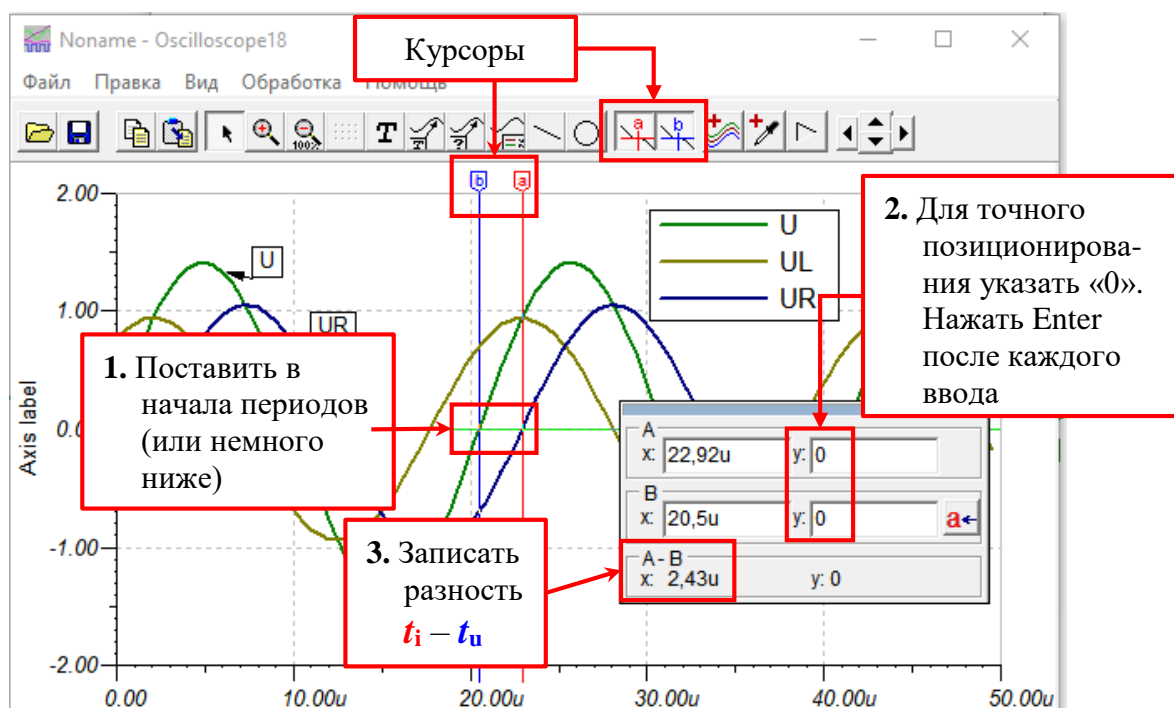 Noname - Oscilloscope18
Курсоры
Файл Правка Вид Обработка
T
100%
T
?
a
b
b
a
2.00
1.00
0.0
-1.00
-2.00
Axis label
U
UR
U
UL
UR
1. Поставить в
начала периодов
(или немного
ниже)
2. Для точного
позиционирова-
ния указать «0».
Нажать Enter
после каждого
ввода
A
x: 22,92u y: 0
B
x: 20,5u y: 0
a
A - B
x: 2,43u y: 0
3. Записать
разность
ti – tu
0.00 10.00u 20.00u 30.00u 40.00u 50.00u